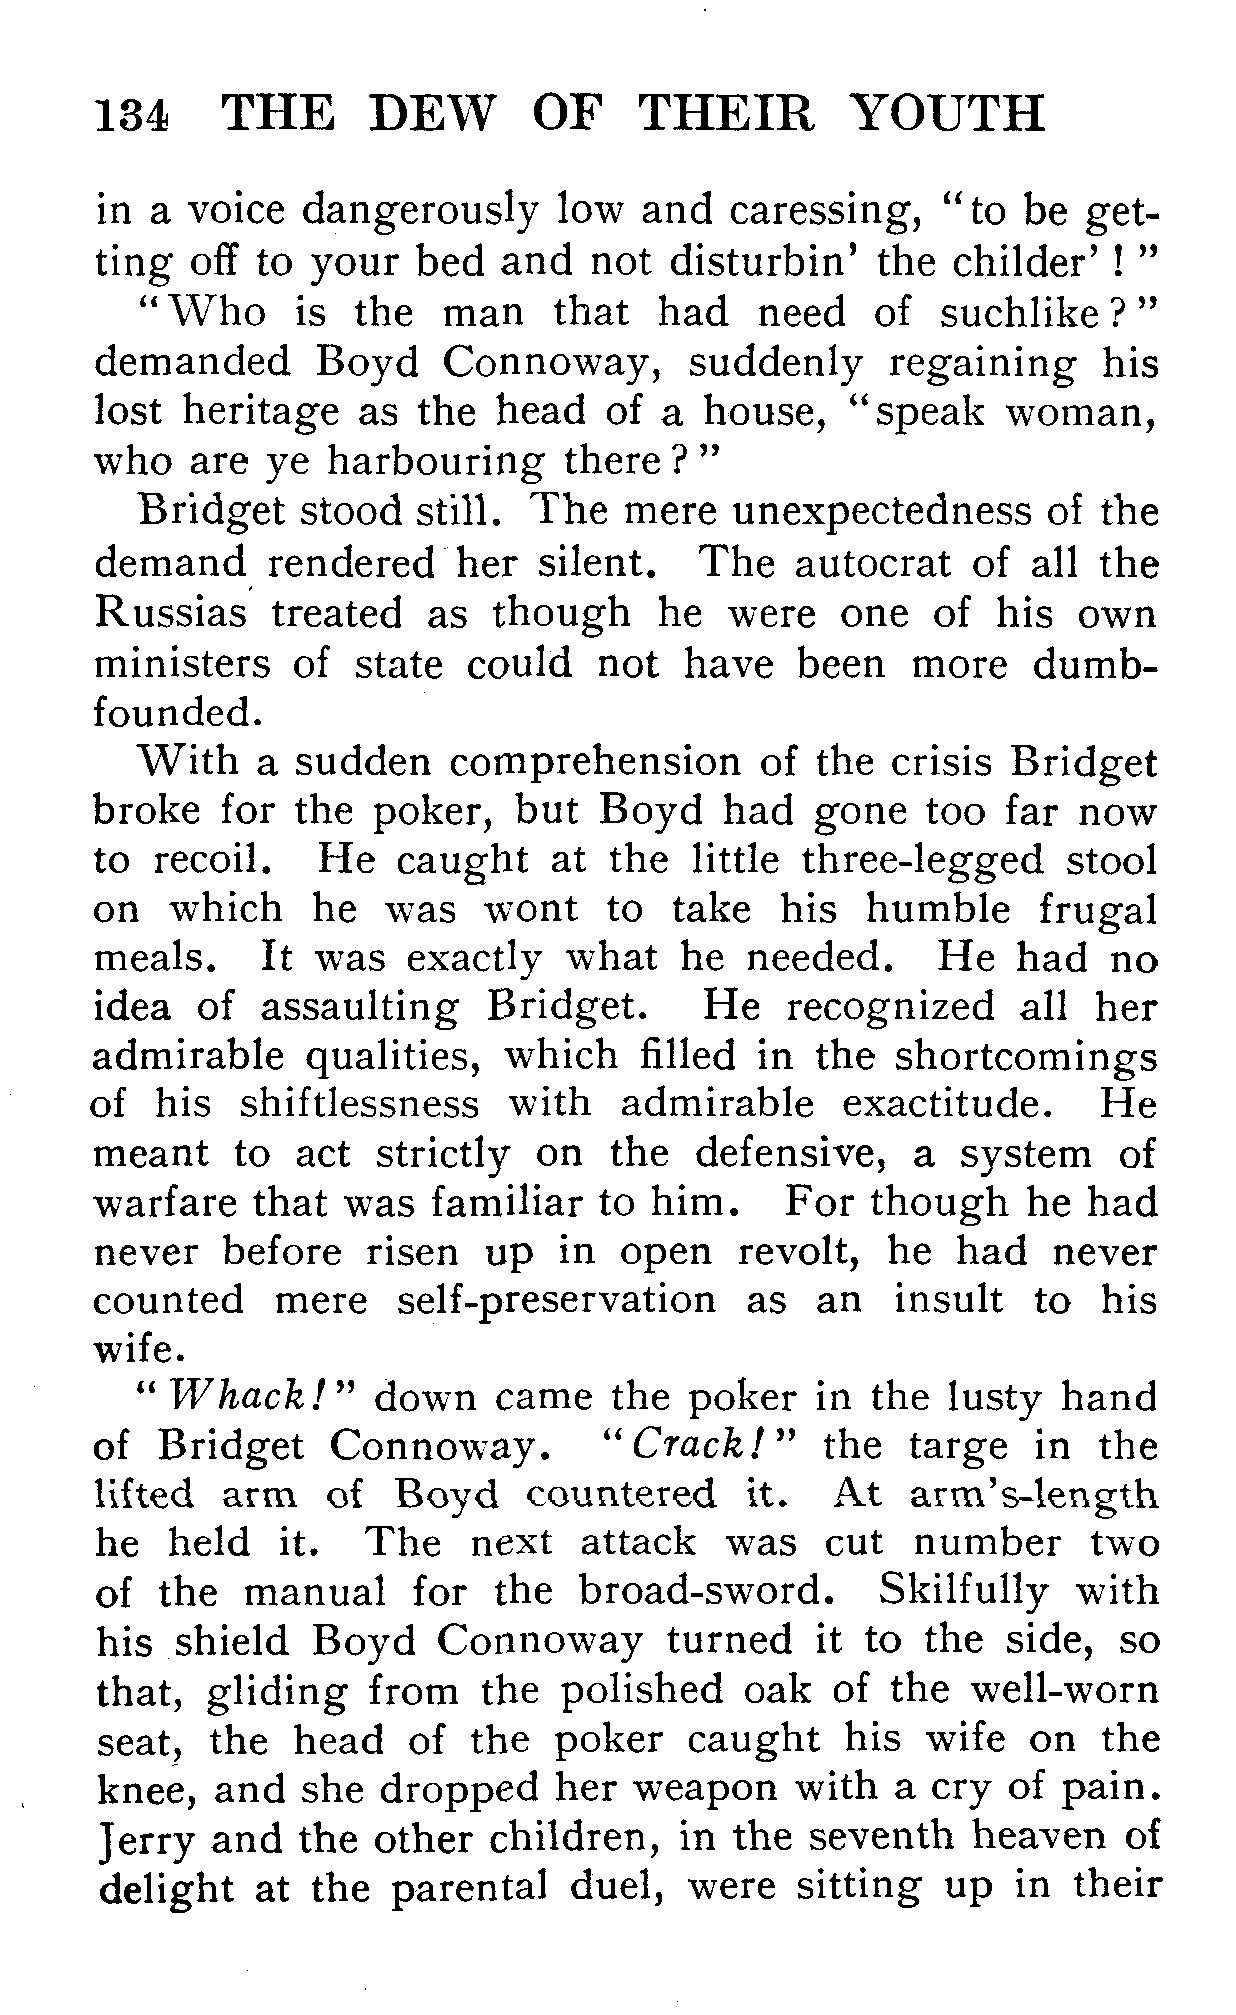 134 THE DEW OF THEIR YOUTH
in a voice dangerously low and caressing, "to be get-
ting off to your bed and not disturbin' the childer'!"
"Who is the man that had need of suchlike?"
demanded Boyd Connoway, suddenly regaining his
lost heritage as the head of a house, "speak woman,
who are ye harbouring there?"
Bridget stood still. The mere unexpectedness of the
demand rendered her silent. The autocrat of all the
Russias treated as though he were one of his own
ministers of state could not have been more dumb-
founded.
With a sudden comprehension of the crisis Bridget
broke for the poker, but Boyd had gone too far now
to recoil. He caught at the little three-legged stool
on which he was wont to take his humble frugal
meals. It was exactly what he needed. He had no
idea of assaulting Bridget. He recognized all her
admirable qualities, which filled in the shortcomings
of his shiftlessness with admirable exactitude. He
meant to act strictly on the defensive, a system of
warfare that was familiar to him. For though he had
never before risen up in open revolt, he had never
counted mere self-preservation as an insult to his
wife.
"Whack!" down came the poker in the lusty hand
of Bridget Connoway. "Crack!" the targe in the
lifted arm of Boyd countered it. At arm's-length
he held it. The next attack was cut number two
of the manual for the broad-sword. Skilfully with
his shield Boyd Connoway turned it to the side, so
that, gliding from the polished oak of the well-worn
seat, the head of the poker caught his wife on the
knee, and she dropped her weapon with a cry of pain.
Jerry and the other children, in the seventh heaven of
delight at the parental duel, were sitting up in their